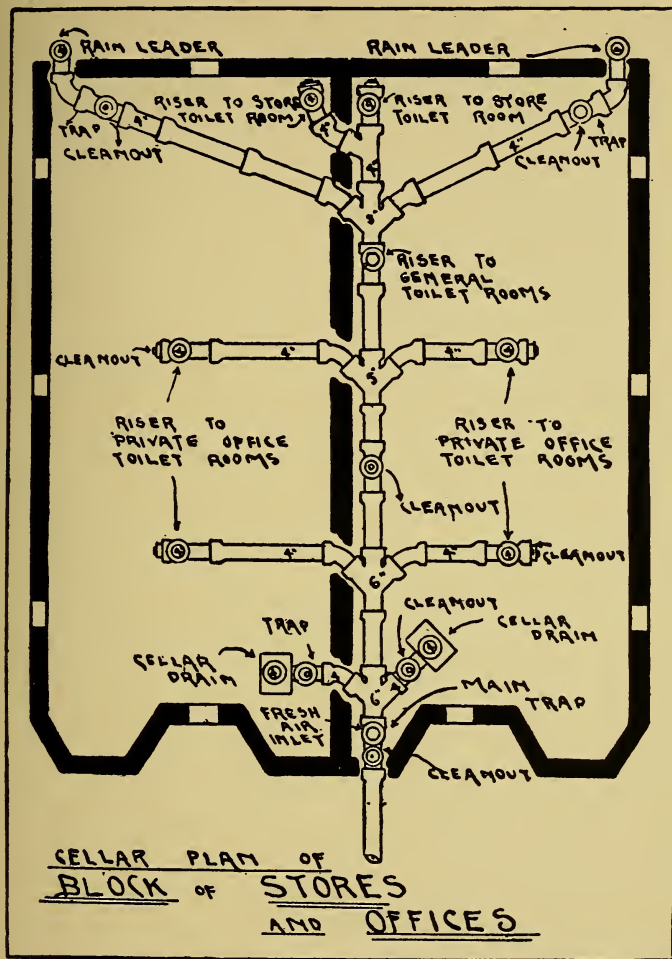 RAIN LEADER
RAIN LEADER
RISER TO STORE
TOILET ROOM
RISER TO STORE
TOILET ROOM
TRAP
4"
CLEANOUT
4"
4"
4"
CLEANOUT
TRAP
5"
RISER TO
GENERAL
TOILET ROOMS
CLEANOUT
4"
4"
5"
RISER TO
PRIVATE OFFICE
TOILET ROOMS
RISER TO
PRIVATE OFFICE
TOILET ROOMS
CLEANOUT
4"
4"
CLEANOUT
6"
CLEANOUT
TRAP
CELLAR
DRAIN
CELLAR
DRAIN
6"
MAIN
TRAP
FRESH
AIR
INLET
CLEANOUT
CELLAR PLAN OF
BLOCK OF STORES
AND OFFICES